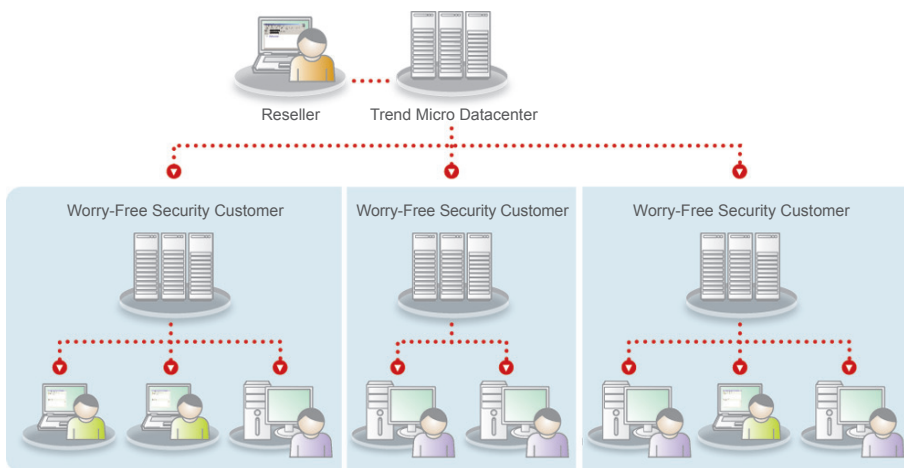 Reseller
Trend Micro Datacenter
Worry-Free Security Customer
Worry-Free Security Customer
Worry-Free Security Customer